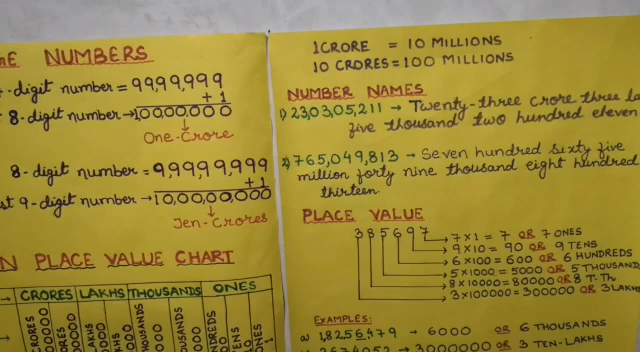 NUMBERS
-digit number = 99,99,999
+ 1
8-digit number → 1,00,00,000
One-Crore
8-digit number = 9,99,99,999
+ 1
st 9-digit number → 10,00,00,000
Ten-Crores
N PLACE VALUE CHART
CRORES LAKHS THOUSANDS ONES
1 CRORE = 10 MILLIONS
10 CRORES = 100 MILLIONS
NUMBER NAMES
1) 23,03,05,211 → Twenty-three crore three la
five thousand two hundred eleven
2) 765,049,813 → Seven hundred sixty five
million forty nine thousand eight hundred
thirteen.
PLACE VALUE
385697
7 × 1 = 7 OR 7 ONES
9 × 10 = 90 OR 9 TENS
6 × 100 = 600 OR 6 HUNDREDS
5 × 1000 = 5000 OR 5 THOUSAND
8 × 10000 = 80000 OR 8 T-Th
3 × 100000 = 300000 OR 3 LAKH
EXAMPLES:
a) 1,82,56,479 → 6000 OR 6 THOUSANDS
3000000 OR 3 TEN-LAKHS